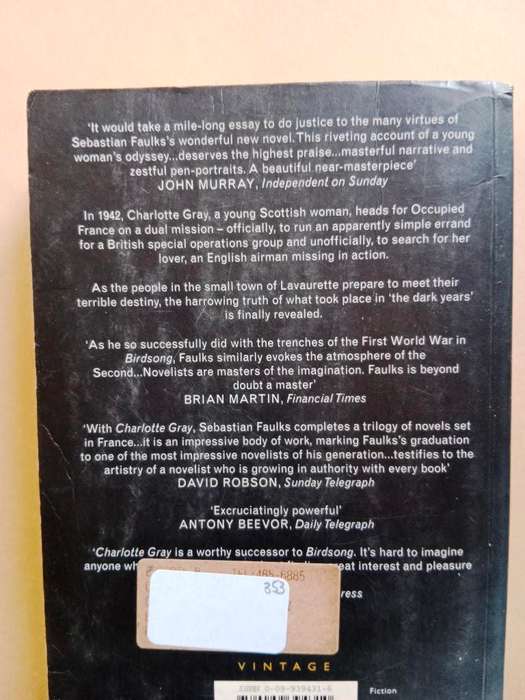 'It would take a mile-long essay to do justice to the many virtues of
Sebastian Faulks's wonderful new novel. This riveting account of a young
woman's odyssey...deserves the highest praise...masterful narrative and
zestful pen-portraits. A beautiful near-masterpiece'
JOHN MURRAY, Independent on Sunday
In 1942, Charlotte Gray, a young Scottish woman, heads for Occupied
France on a dual mission – officially, to run an apparently simple errand
for a British special operations group and unofficially, to search for her
lover, an English airman missing in action.
As the people in the small town of Lavaurette prepare to meet their
terrible destiny, the harrowing truth of what took place in 'the dark years'
is finally revealed.
'As he so successfully did with the trenches of the First World War in
Birdsong, Faulks similarly evokes the atmosphere of the
Second...Novelists are masters of the imagination. Faulks is beyond
doubt a master'
BRIAN MARTIN, Financial Times
'With Charlotte Gray, Sebastian Faulks completes a trilogy of novels set
in France...it is an impressive body of work, marking Faulks's graduation
to one of the most impressive novelists of his generation...testifies to the
artistry of a novelist who is growing in authority with every book'
DAVID ROBSON, Sunday Telegraph
'Excruciatingly powerful'
ANTONY BEEVOR, Daily Telegraph
'Charlotte Gray is a worthy successor to Birdsong. It's hard to imagine
anyone interest and pleasure
6885
353
VINTAGE
Fiction